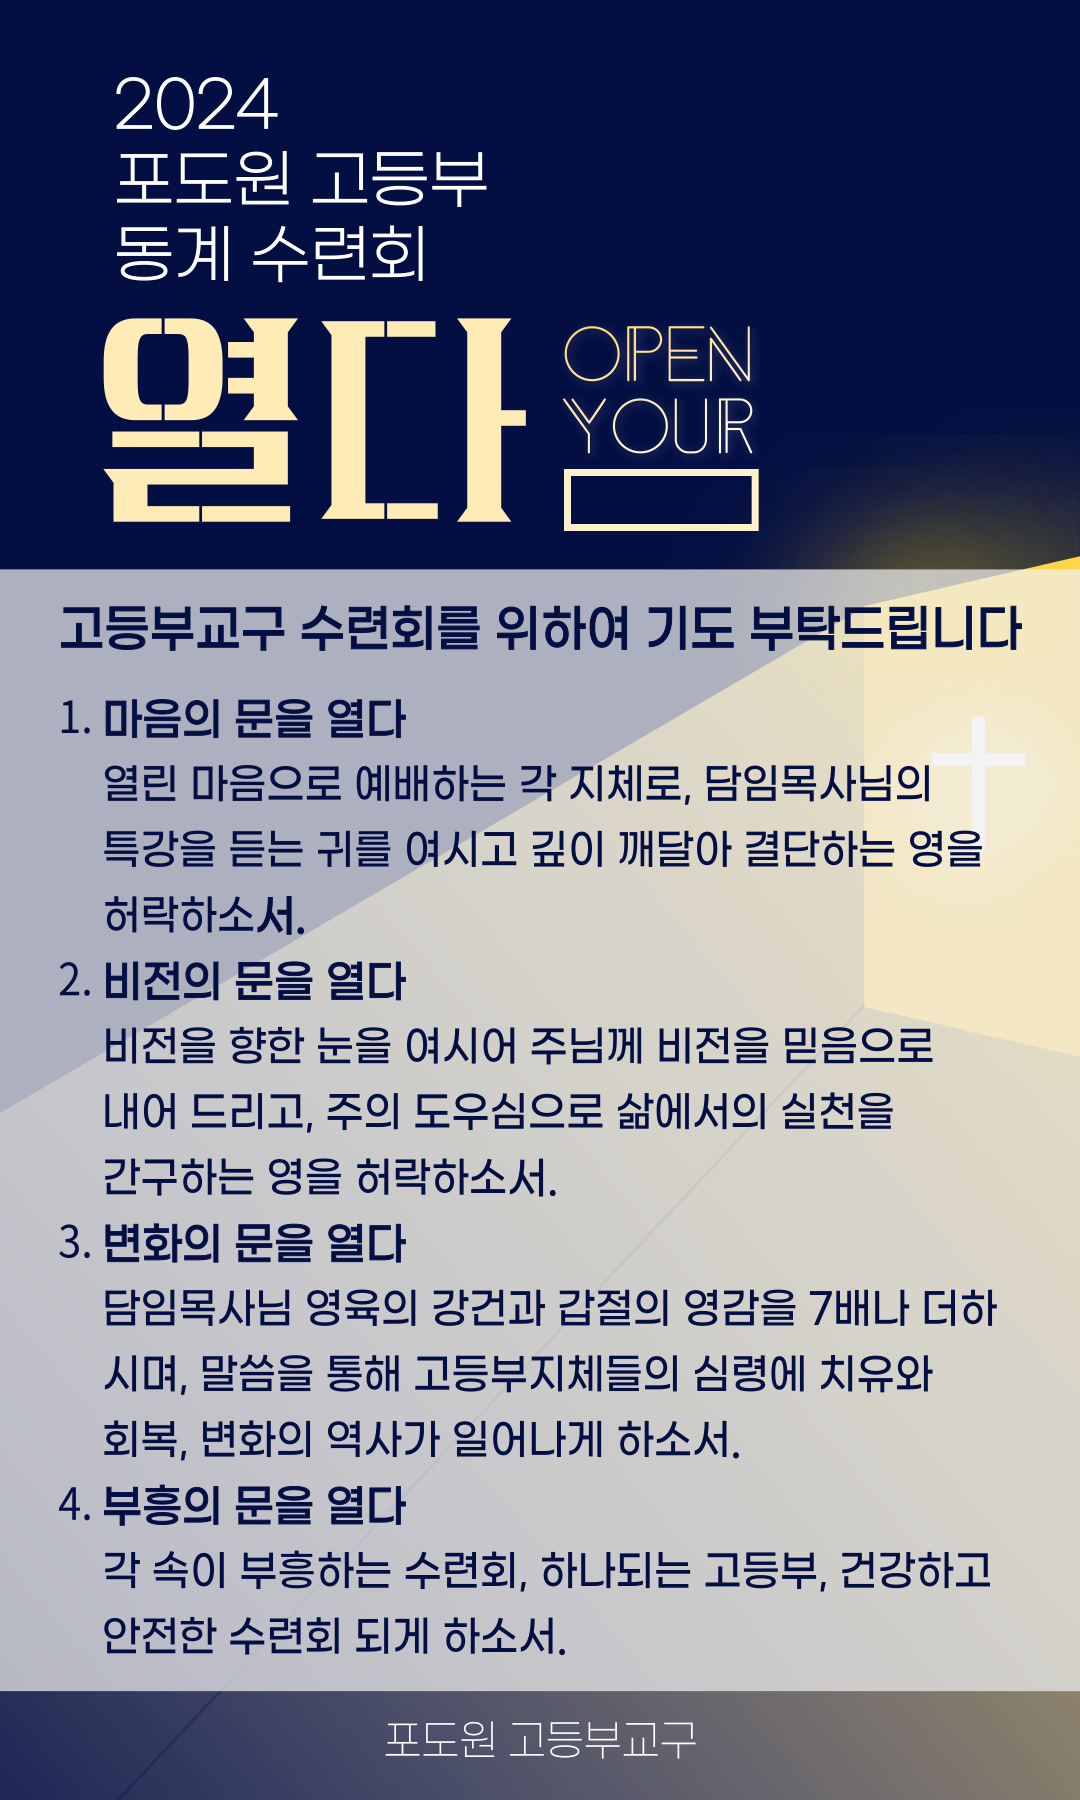 2024
포도원 고등부
동계 수련회
열다
OPEN
YOUR
고등부교구 수련회를 위하여 기도 부탁드립니다
1. 마음의 문을 열다
열린 마음으로 예배하는 각 지체로, 담임목사님의
특강을 듣는 귀를 여시고 깊이 깨달아 결단하는 영을
허락하소서.
2. 비전의 문을 열다
비전을 향한 눈을 여시어 주님께 비전을 믿음으로
내어 드리고, 주의 도우심으로 삶에서의 실천을
간구하는 영을 허락하소서.
3. 변화의 문을 열다
담임목사님 영육의 강건과 갑절의 영감을 7배나 더하
시며, 말씀을 통해 고등부지체들의 심령에 치유와
회복, 변화의 역사가 일어나게 하소서.
4. 부흥의 문을 열다
각 속이 부흥하는 수련회, 하나되는 고등부, 건강하고
안전한 수련회 되게 하소서.
포도원 고등부교구